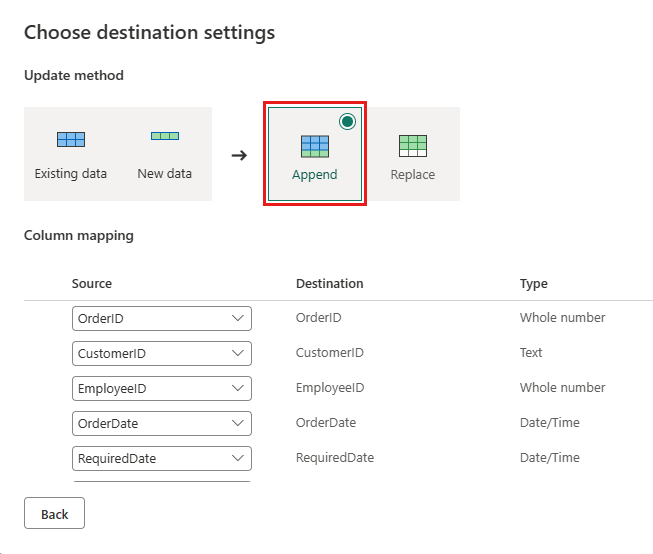 Choose destination settings
Update method
Existing data New data Append Replace
Column mapping
Source Destination Type
OrderID OrderID Whole number
CustomerID CustomerID Text
EmployeeID EmployeeID Whole number
OrderDate OrderDate Date/Time
RequiredDate RequiredDate Date/Time
Back